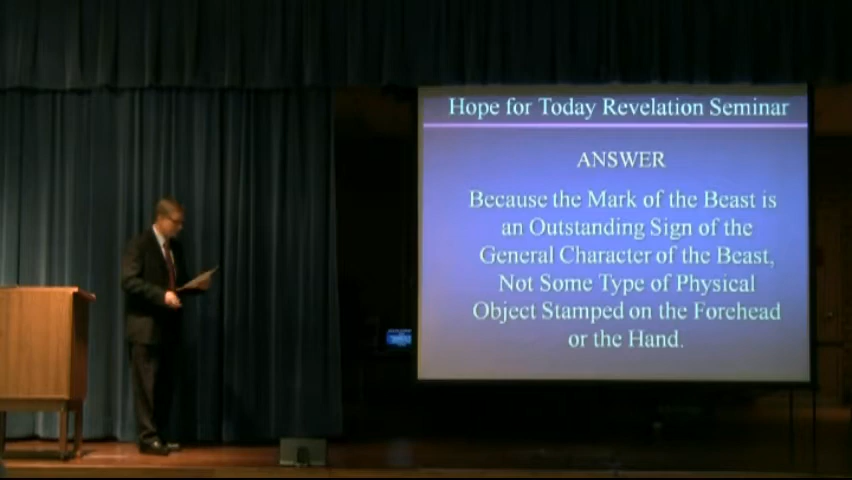 Hope for Today Revelation Seminar
ANSWER
Because the Mark of the Beast is
an Outstanding Sign of the
General Character of the Beast,
Not Some Type of Physical
Object Stamped on the Forehead
or the Hand.